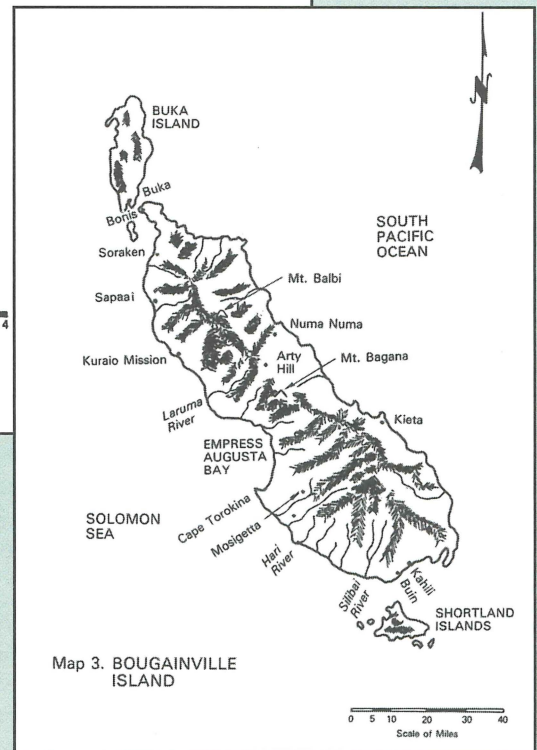 N
BUKA
ISLAND
Buka
Bonis
SOUTH
PACIFIC
OCEAN
Soraken
Mt. Balbi
Sapaai
4
Numa Numa
Kuraio Mission
Arty
Hill
Mt. Bagana
Laruma
River
Kieta
EMPRESS
AUGUSTA
BAY
Cape Torokina
SOLOMON
SEA
Mosigetta
Hari
River
Silibai
River
Kahili
Buin
SHORTLAND
ISLANDS
Map 3. BOUGAINVILLE
ISLAND
0 5 10 20 30 40
Scale of Miles